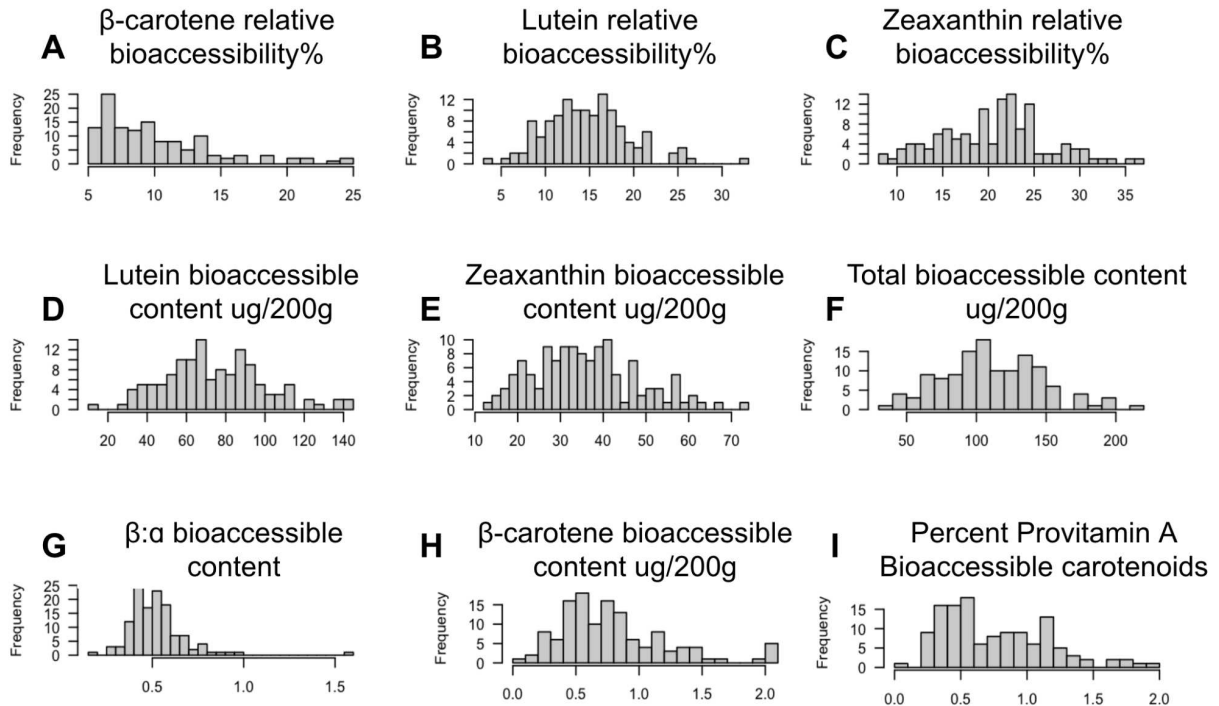 A β-carotene relative
bioaccessibility%
Frequency
0 5 10 15 20 25
5 10 15 20 25
B Lutein relative
bioaccessibility%
Frequency
0 4 8 12
5 10 15 20 25 30
C Zeaxanthin relative
bioaccessibility%
Frequency
0 4 8 12
10 15 20 25 30 35
D Lutein bioaccessible
content ug/200g
Frequency
0 4 8 12
20 40 60 80 100 120 140
E Zeaxanthin bioaccessible
content ug/200g
Frequency
0 2 4 6 8 10
10 20 30 40 50 60 70
F Total bioaccessible content
ug/200g
Frequency
0 5 10 15
50 100 150 200
G β:α bioaccessible
content
Frequency
0 5 10 15 20 25
0.5 1.0 1.5
H β-carotene bioaccessible
content ug/200g
Frequency
0 5 10 15
0.0 0.5 1.0 1.5 2.0
I Percent Provitamin A
Bioaccessible carotenoids
Frequency
0 5 10 15
0.0 0.5 1.0 1.5 2.0